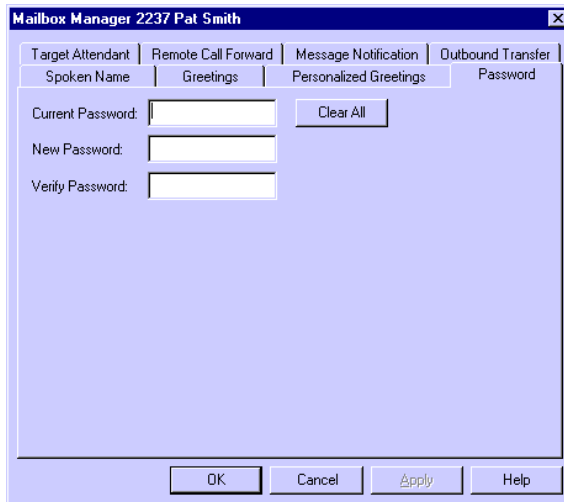 Mailbox Manager 2237 Pat Smith
Target Attendant Remote Call Forward Message Notification Outbound Transfer
Spoken Name Greetings Personalized Greetings Password
Current Password: Clear All
New Password:
Verify Password:
OK Cancel Apply Help